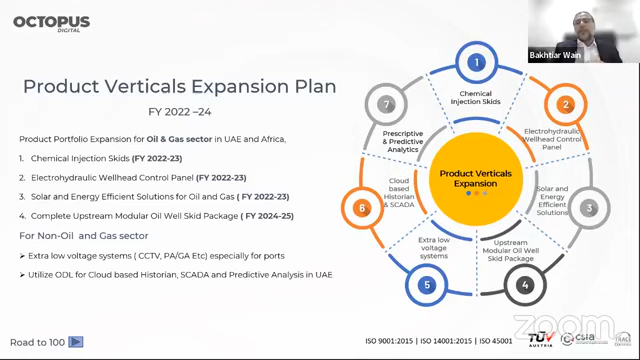 OCTOPUS
DIGITAL
Bakhtiar Wain
Product Verticals Expansion Plan
FY 2022 –24
Product Portfolio Expansion for Oil & Gas sector in UAE and Africa,
1. Chemical Injection Skids (FY 2022-23)
2. Electrohydraulic Wellhead Control Panel (FY 2022-23)
3. Solar and Energy Efficient Solutions for Oil and Gas ( FY 2022-23)
4. Complete Upstream Modular Oil Well Skid Package ( FY 2024-25)
For Non-Oil and Gas sector
➤ Extra low voltage systems ( CCTV, PA/GA Etc) especially for ports
➤ Utilize ODL for Cloud based Historian, SCADA and Predictive Analysis in UAE
Product Verticals
Expansion
1
Chemical
Injection Skids
2
Electrohydraulic
Wellhead Control
Panel
3
Solar and
Energy
Efficient
Solutions
4
Upstream
Modular Oil Well
Skid Package
5
Extra low
voltage
systems
6
Cloud
based
Historian
& SCADA
7
Prescriptive
& Predictive
Analytics
Road to 100
ISO 9001:2015 | ISO 14001:2015 | ISO 45001
TÜV
AUSTRIA
csia
TRACE
zoom